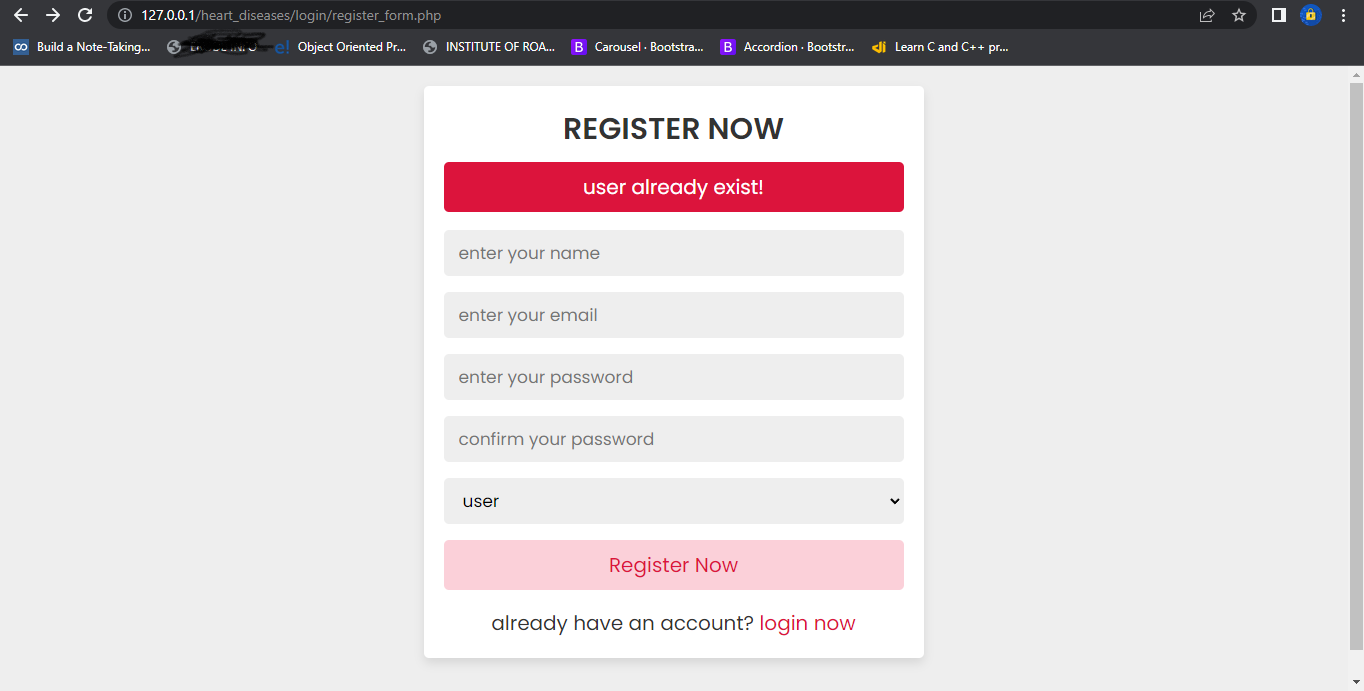 127.0.0.1/heart_diseases/login/register_form.php
Build a Note-Taking... Object Oriented Pr... INSTITUTE OF ROA... B Carousel · Bootstra... B Accordion · Bootstr... Learn C and C++ pr...
REGISTER NOW
user already exist!
enter your name
enter your email
enter your password
confirm your password
user
Register Now
already have an account? login now